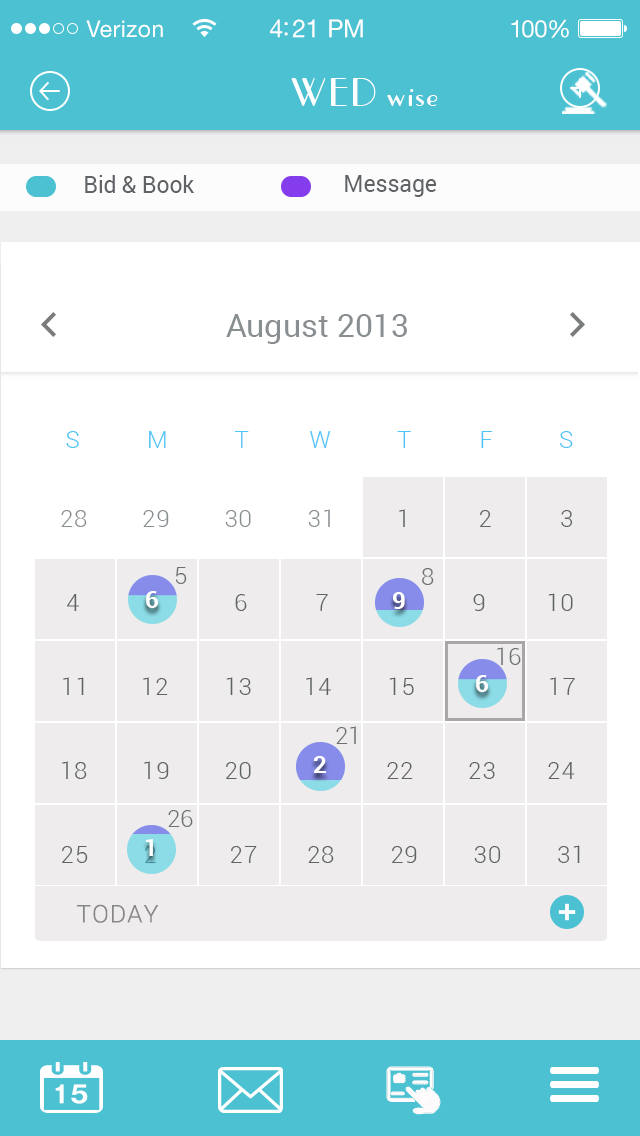 Verizon 4:21 PM 100%
WED wise
Bid & Book Message
August 2013
S M T W T F S
28 29 30 31 1 2 3
4 6 5 6 7 9 8 9 10
11 12 13 14 15 6 16 17
18 19 20 2 21 22 23 24
25 1 26 27 28 29 30 31
TODAY
15